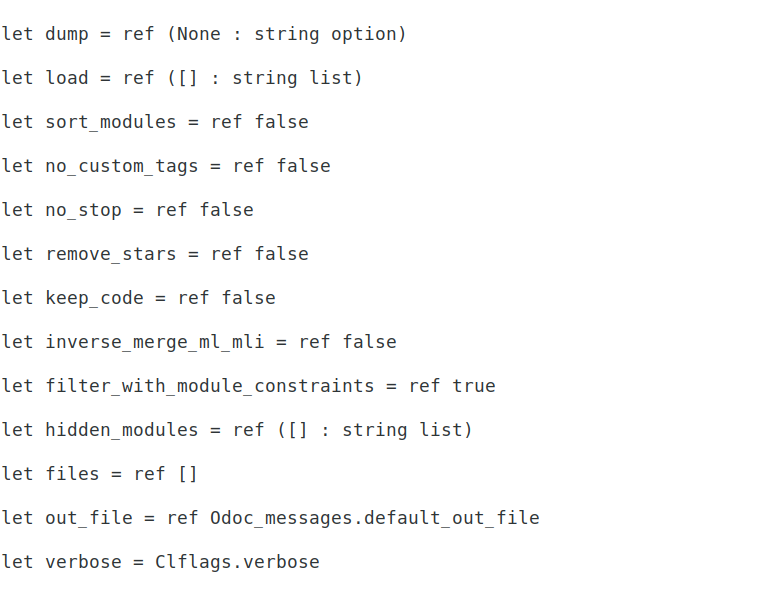 let dump = ref (None : string option)
let load = ref ([] : string list)
let sort_modules = ref false
let no_custom_tags = ref false
let no_stop = ref false
let remove_stars = ref false
let keep_code = ref false
let inverse_merge_ml_mli = ref false
let filter_with_module_constraints = ref true
let hidden_modules = ref ([] : string list)
let files = ref []
let out_file = ref Odoc_messages.default_out_file
let verbose = Clflags.verbose